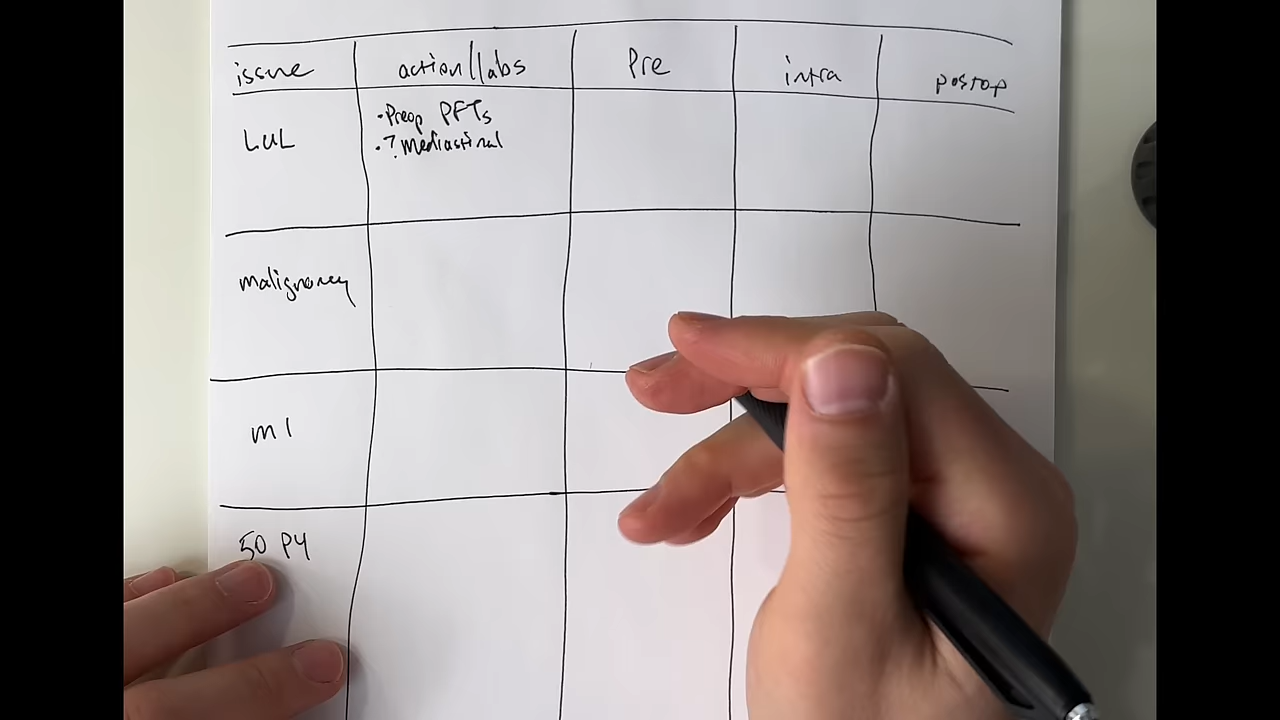 issue action/labs Pre intra postop
LUL
• Preop PFTs
• ? Mediastinal
malignancy
MI
50 PY